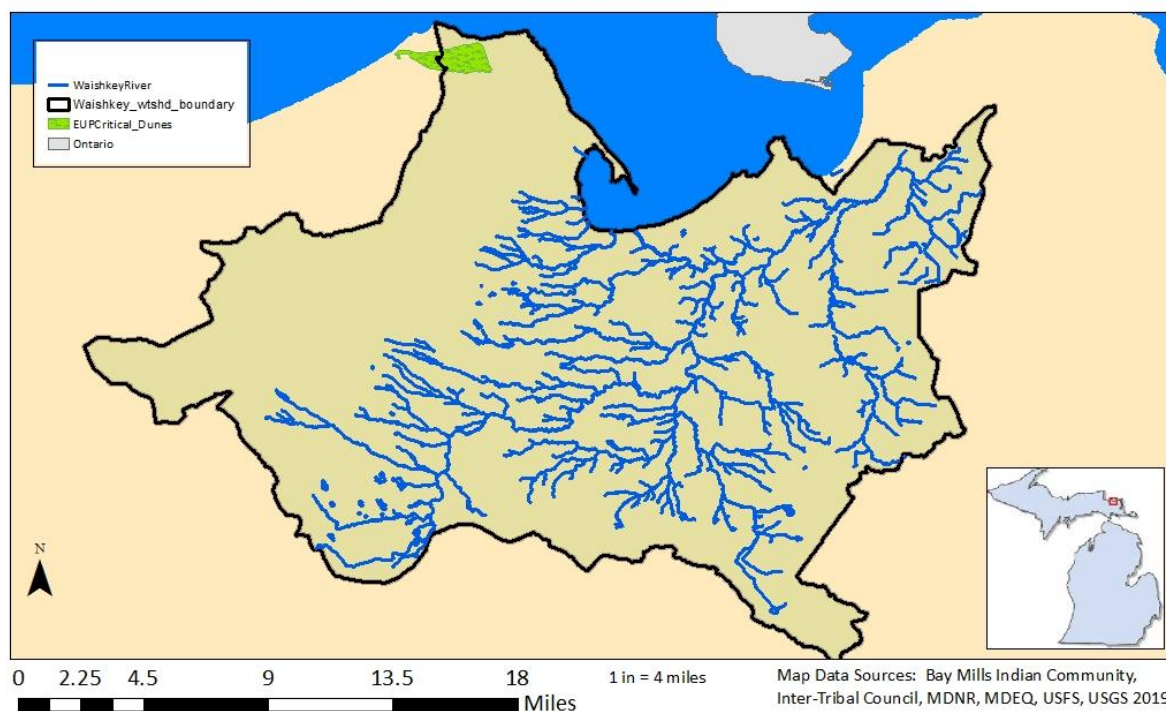 WaishkeyRiver
Waishkey_wtshd_boundary
EUPCritical_Dunes
Ontario
N
0 2.25 4.5 9 13.5 18
Miles
1 in = 4 miles
Map Data Sources: Bay Mills Indian Community,
Inter-Tribal Council, MDNR, MDEQ, USFS, USGS 2019